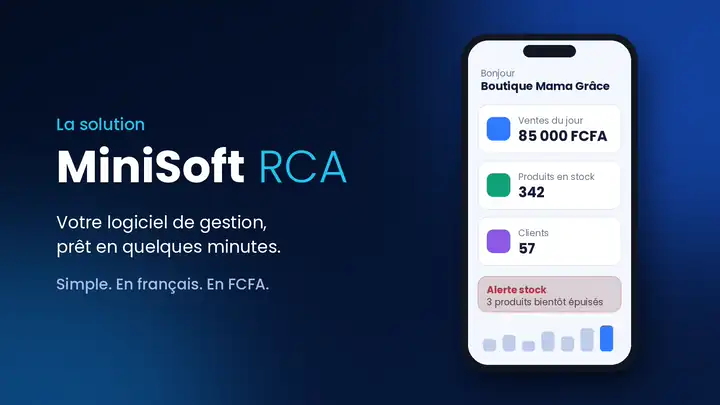 La solution
MiniSoft RCA
Votre logiciel de gestion,
prêt en quelques minutes.
Simple. En français. En FCFA.
Bonjour
Boutique Mama Grâce
Ventes du jour
85 000 FCFA
Produits en stock
342
Clients
57
Alerte stock
3 produits bientôt épuisés